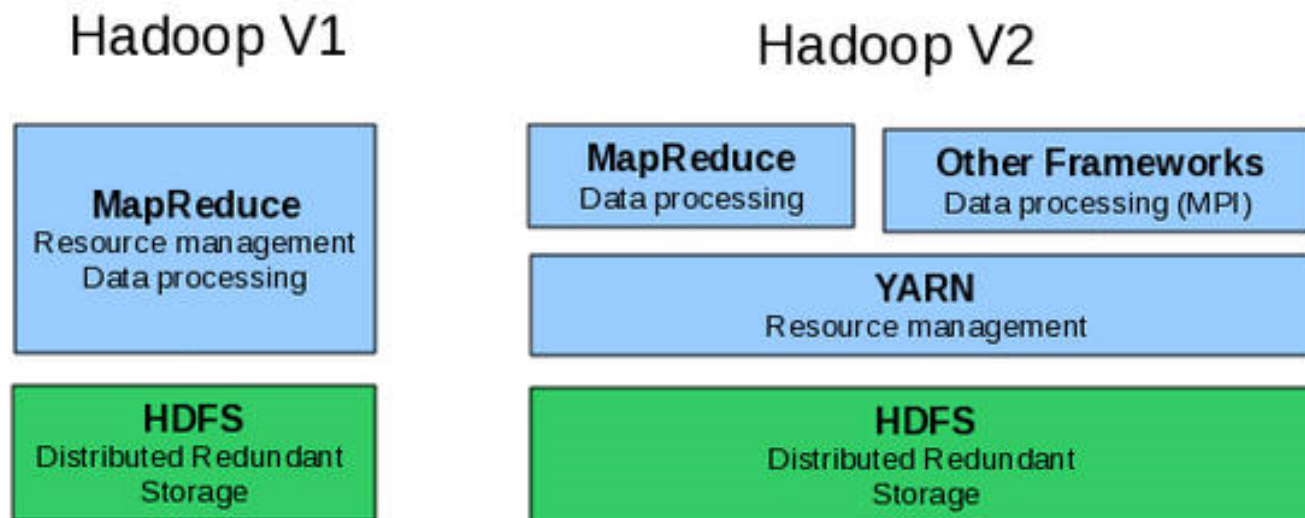 Hadoop V1
MapReduce
Resource management
Data processing
HDFS
Distributed Redundant
Storage
Hadoop V2
MapReduce
Data processing
Other Frameworks
Data processing (MPI)
YARN
Resource management
HDFS
Distributed Redundant
Storage